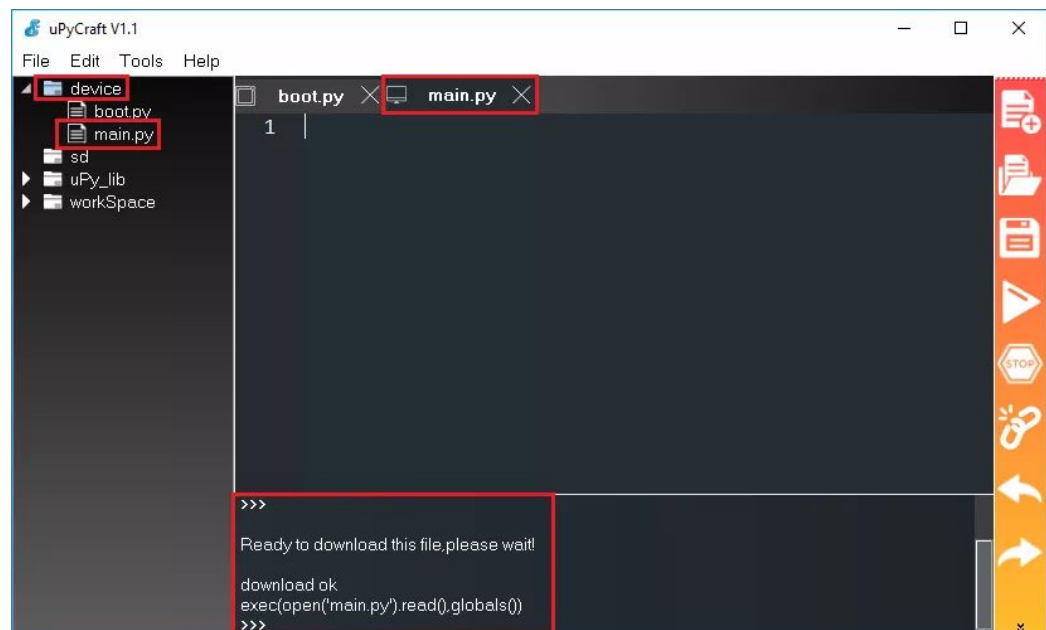 uPyCraft V1.1
File Edit Tools Help
device
boot.py
main.py
sd
uPy_lib
workSpace
boot.py
main.py
1
STOP
>>>
Ready to download this file,please wait!
download ok
exec(open('main.py').read(),globals())
>>>